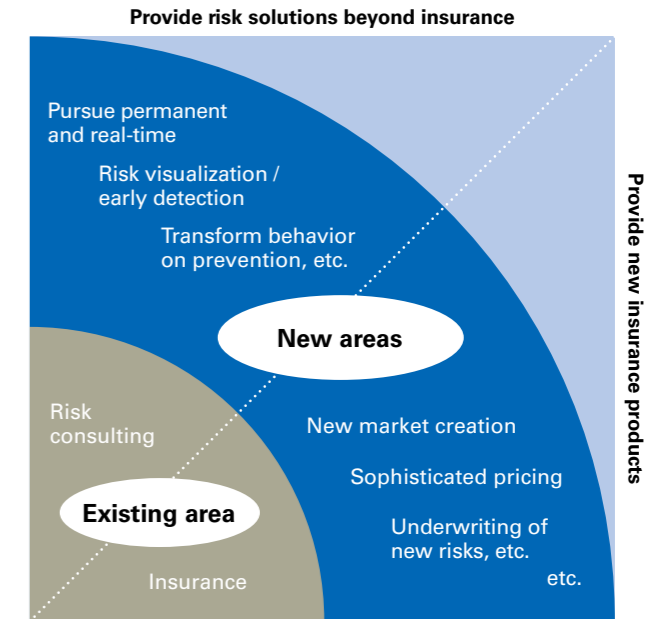 Provide risk solutions beyond insurance
Pursue permanent
and real-time
Risk visualization /
early detection
Transform behavior
on prevention, etc.
Provide new insurance products
New areas
Risk
consulting
New market creation
Sophisticated pricing
Existing area
Underwriting of
new risks, etc.
etc.
Insurance